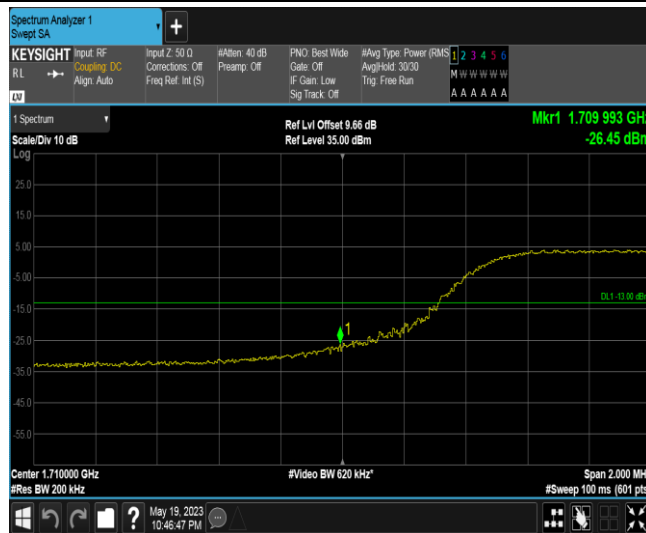 Spectrum Analyzer 1
Swept SA
+
KEYSIGHT
RL
Input: RF
Coupling: DC
Align: Auto
Input Z: 50 Ω
Corrections: Off
Freq Ref: Int (S)
#Atten: 40 dB
Preamp: Off
PNO: Best Wide
Gate: Off
IF Gain: Low
Sig Track: Off
#Avg Type: Power (RMS
Avg|Hold: 30/30
Trig: Free Run
1 2 3 4 5 6
M W W W W W
A A A A A A
1 Spectrum
Scale/Div 10 dB
Ref Lvl Offset 9.66 dB
Ref Level 35.00 dBm
Mkr1 1.709 993 GHz
-26.45 dBm
Log
25.0
15.0
5.00
-5.00
DL1 -13.00 dBm
-15.0
1
-25.0
-35.0
-45.0
-55.0
Center 1.710000 GHz
#Video BW 620 kHz*
Span 2.000 MH
#Res BW 200 kHz
#Sweep 100 ms (601 pts
?
May 19, 2023
10:46:47 PM